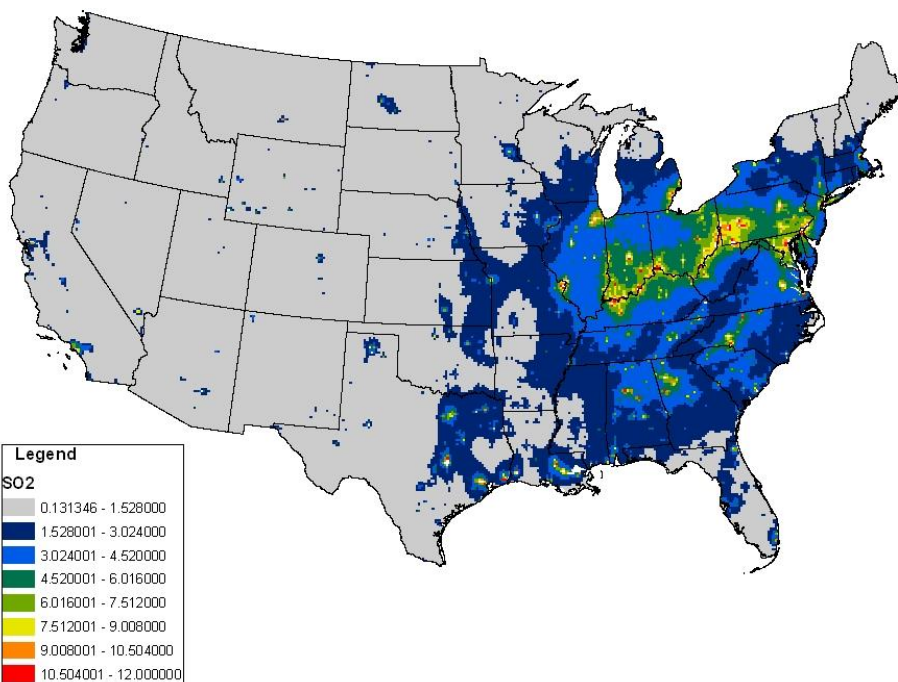 Legend
SO2
0.131346 - 1.528000
1.528001 - 3.024000
3.024001 - 4.520000
4.520001 - 6.016000
6.016001 - 7.512000
7.512001 - 9.008000
9.008001 - 10.504000
10.504001 - 12.000000